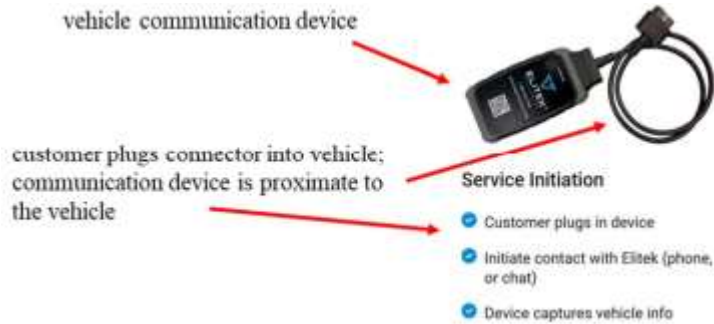 vehicle communication device
ELITEK
customer plugs connector into vehicle;
communication device is proximate to
the vehicle
Service Initiation
Customer plugs in device
Initiate contact with Elitek (phone,
or chat)
Device captures vehicle info